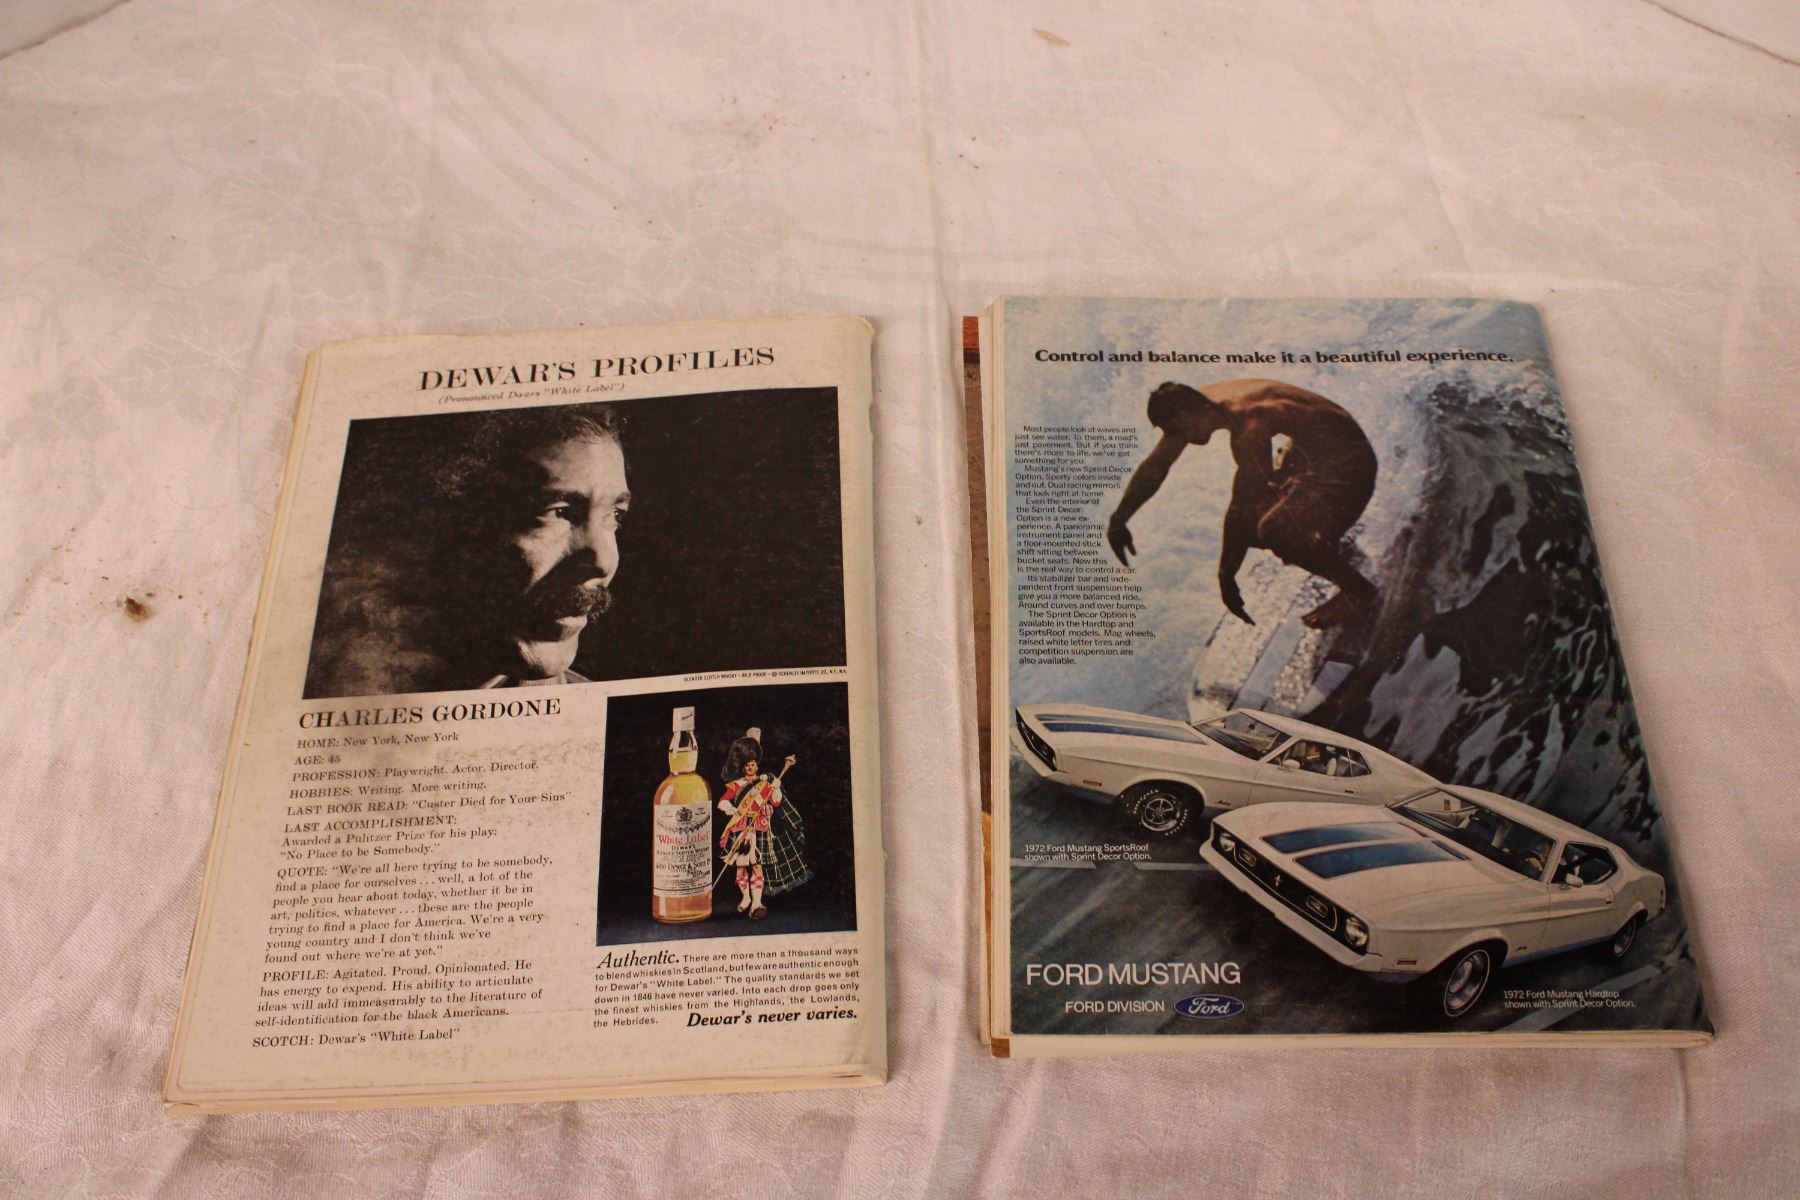 DEWAR'S PROFILES
(Pronounced Do-ers "White Label")
BLENDED SCOTCH WHISKY • 86.8 PROOF • © SCHENLEY IMPORTS CO., N.Y., N.Y.
CHARLES GORDONE
HOME: New York, New York
AGE: 45
PROFESSION: Playwright. Actor. Director.
HOBBIES: Writing. More writing.
LAST BOOK READ: "Custer Died for Your Sins"
LAST ACCOMPLISHMENT:
Awarded a Pulitzer Prize for his play:
"No Place to be Somebody."
QUOTE: "We're all here trying to be somebody,
find a place for ourselves . . . well, a lot of the
people you hear about today, whether it be in
art, politics, whatever . . . these are the people
trying to find a place for America. We're a very
young country and I don't think we've
found out where we're at yet."
PROFILE: Agitated. Proud. Opinionated. He
has energy to expend. His ability to articulate
ideas will add immeasurably to the literature of
self-identification for the black Americans.
SCOTCH: Dewar's "White Label"
White Label
DEWAR'S
John Dewar & Sons
Authentic. There are more than a thousand ways
to blend whiskies in Scotland, but few are authentic enough
for Dewar's "White Label." The quality standards we set
down in 1846 have never varied. Into each drop goes only
the finest whiskies from the Highlands, the Lowlands,
the Hebrides. Dewar's never varies.
Control and balance make it a beautiful experience.
Most people look at waves and
just see water. To them, a road's
just pavement. But if you think
there's more to life, we've got
something for you.
Mustang's new Sprint Decor
Option. Sporty colors inside
and out. Dual racing mirrors
that look right at home.
Even the interior of
the Sprint Decor
Option is a new ex-
perience. A panoramic
instrument panel and
a floor-mounted stick
shift sitting between
bucket seats. Now this
is the real way to control a car.
Its stabilizer bar and inde-
pendent front suspension help
give you a more balanced ride.
Around curves and over bumps.
The Sprint Decor Option is
available in the Hardtop and
SportsRoof models. Mag wheels,
raised white letter tires and
competition suspension are
also available.
1972 Ford Mustang SportsRoof
shown with Sprint Decor Option.
FORD MUSTANG
FORD DIVISION Ford
1972 Ford Mustang Hardtop
shown with Sprint Decor Option.